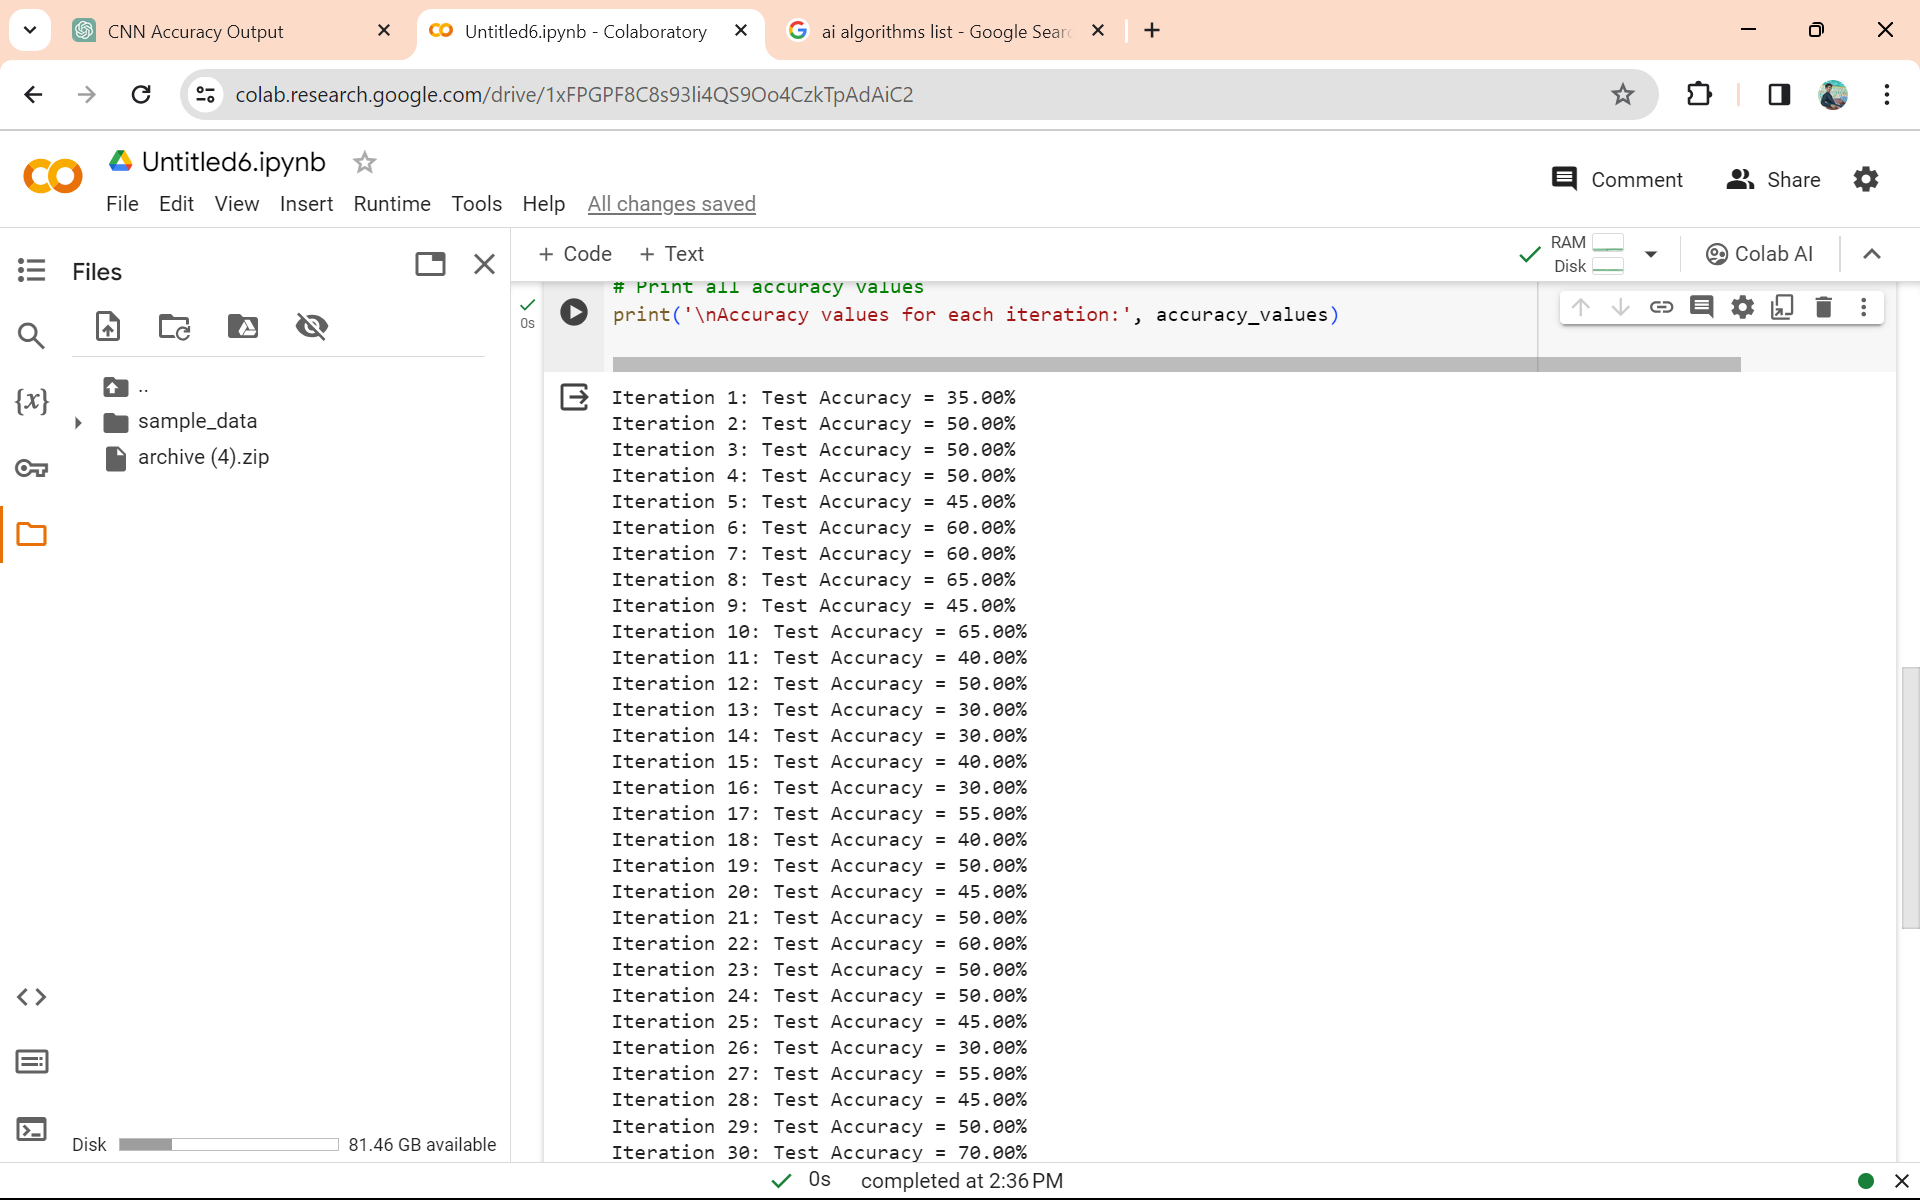 CNN Accuracy Output
Untitled6.ipynb - Colaboratory
ai algorithms list - Google Sear
colab.research.google.com/drive/1xFPGPF8C8s93li4QS9Oo4CzkTpAdAiC2
Untitled6.ipynb
File Edit View Insert Runtime Tools Help All changes saved
Comment
Share
Files
+ Code + Text
RAM
Disk
Colab AI
..
sample_data
archive (4).zip
Disk 81.46 GB available
0s
# Print all accuracy values
print('\nAccuracy values for each iteration:', accuracy_values)
Iteration 1: Test Accuracy = 35.00%
Iteration 2: Test Accuracy = 50.00%
Iteration 3: Test Accuracy = 50.00%
Iteration 4: Test Accuracy = 50.00%
Iteration 5: Test Accuracy = 45.00%
Iteration 6: Test Accuracy = 60.00%
Iteration 7: Test Accuracy = 60.00%
Iteration 8: Test Accuracy = 65.00%
Iteration 9: Test Accuracy = 45.00%
Iteration 10: Test Accuracy = 65.00%
Iteration 11: Test Accuracy = 40.00%
Iteration 12: Test Accuracy = 50.00%
Iteration 13: Test Accuracy = 30.00%
Iteration 14: Test Accuracy = 30.00%
Iteration 15: Test Accuracy = 40.00%
Iteration 16: Test Accuracy = 30.00%
Iteration 17: Test Accuracy = 55.00%
Iteration 18: Test Accuracy = 40.00%
Iteration 19: Test Accuracy = 50.00%
Iteration 20: Test Accuracy = 45.00%
Iteration 21: Test Accuracy = 50.00%
Iteration 22: Test Accuracy = 60.00%
Iteration 23: Test Accuracy = 50.00%
Iteration 24: Test Accuracy = 50.00%
Iteration 25: Test Accuracy = 45.00%
Iteration 26: Test Accuracy = 30.00%
Iteration 27: Test Accuracy = 55.00%
Iteration 28: Test Accuracy = 45.00%
Iteration 29: Test Accuracy = 50.00%
Iteration 30: Test Accuracy = 70.00%
0s completed at 2:36 PM